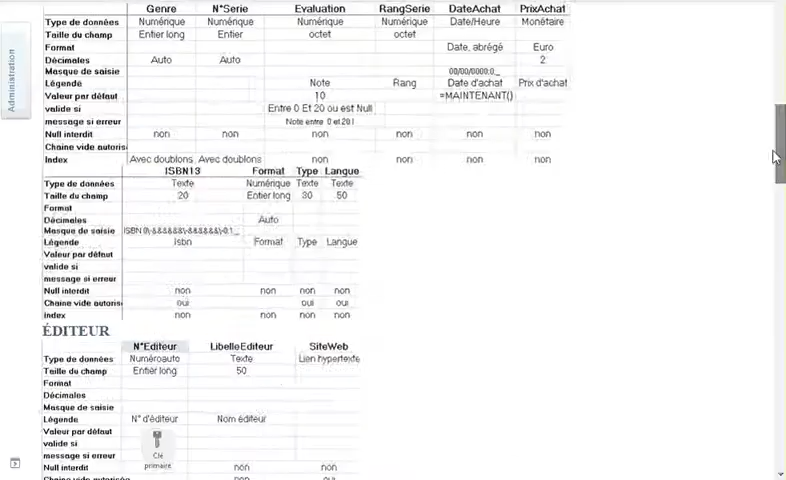 Genre N°Serie Evaluation RangSerie DateAchat PrixAchat
Type de données Numérique Numérique Numérique Numérique Date/Heure Monétaire
Taille du champ Entier long Entier octet octet
Format Date, abrégé Euro
Décimales Auto Auto 2
Masque de saisie 00/00/0000;0;_
Légende Note Rang Date d'achat Prix d'achat
Valeur par défaut 10 =MAINTENANT()
valide si Entre 0 Et 20 ou est Null
message si erreur Note entre 0 et 20 !
Null interdit non non non non non non
Chaine vide autoris
Index Avec doublons Avec doublons non non non non
ISBN13 Format Type Langue
Type de données Texte Numérique Texte Texte
Taille du champ 20 Entier long 30 50
Format
Décimales Auto
Masque de saisie
Légende Isbn Format Type Langue
Valeur par défaut
valide si
message si erreur
Null interdit non non non non
Chaine vide autoris oui oui oui
Index non non non non
ÉDITEUR
N°Editeur LibelleEditeur SiteWeb
Type de données Numéroauto Texte Lien hypertexte
Taille du champ Entier long 50
Format
Décimales
Masque de saisie
Légende N° d'éditeur Nom éditeur
Valeur par défaut
valide si
message si erreur
Clé
primaire
Null interdit non non
Chaine vide autorisée non oui
Administration